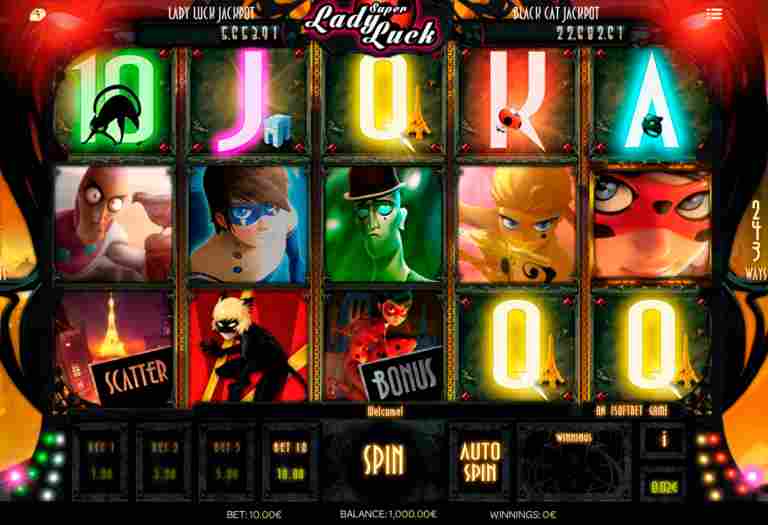 LADY LUCK JACKPOT
Super
Lady Luck
BLACK CAT JACKPOT
10 J Q K A
243
WAYS
SCATTER
BONUS
Q Q
Welcome!
AN ISOFTBET GAME
BET 1
1.00
BET 3
3.00
BET 5
5.00
BET 10
10.00
SPIN
AUTO
SPIN
WINNINGS
i
0.02€
BET: 10.00€ BALANCE: 1,000.00€ WINNINGS: 0€